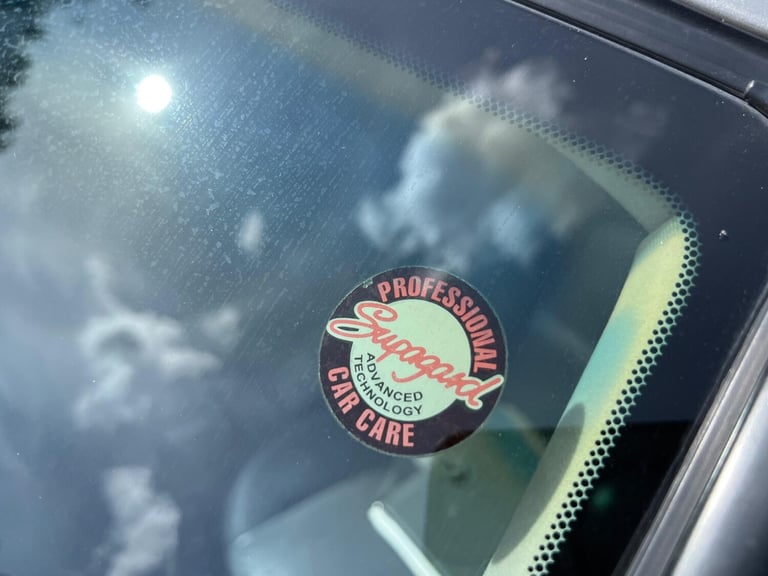 PROFESSIONAL
Supagard
ADVANCED
TECHNOLOGY
CAR CARE